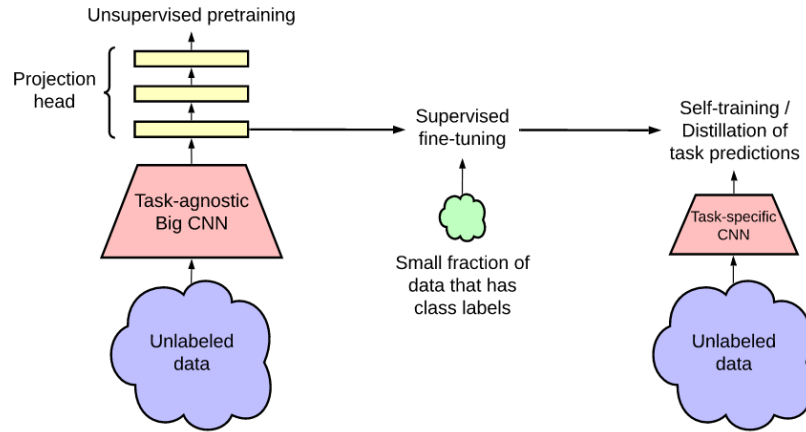 Unsupervised pretraining
Projection
head
Task-agnostic
Big CNN
Unlabeled
data
Supervised
fine-tuning
Small fraction of
data that has
class labels
Self-training /
Distillation of
task predictions
Task-specific
CNN
Unlabeled
data